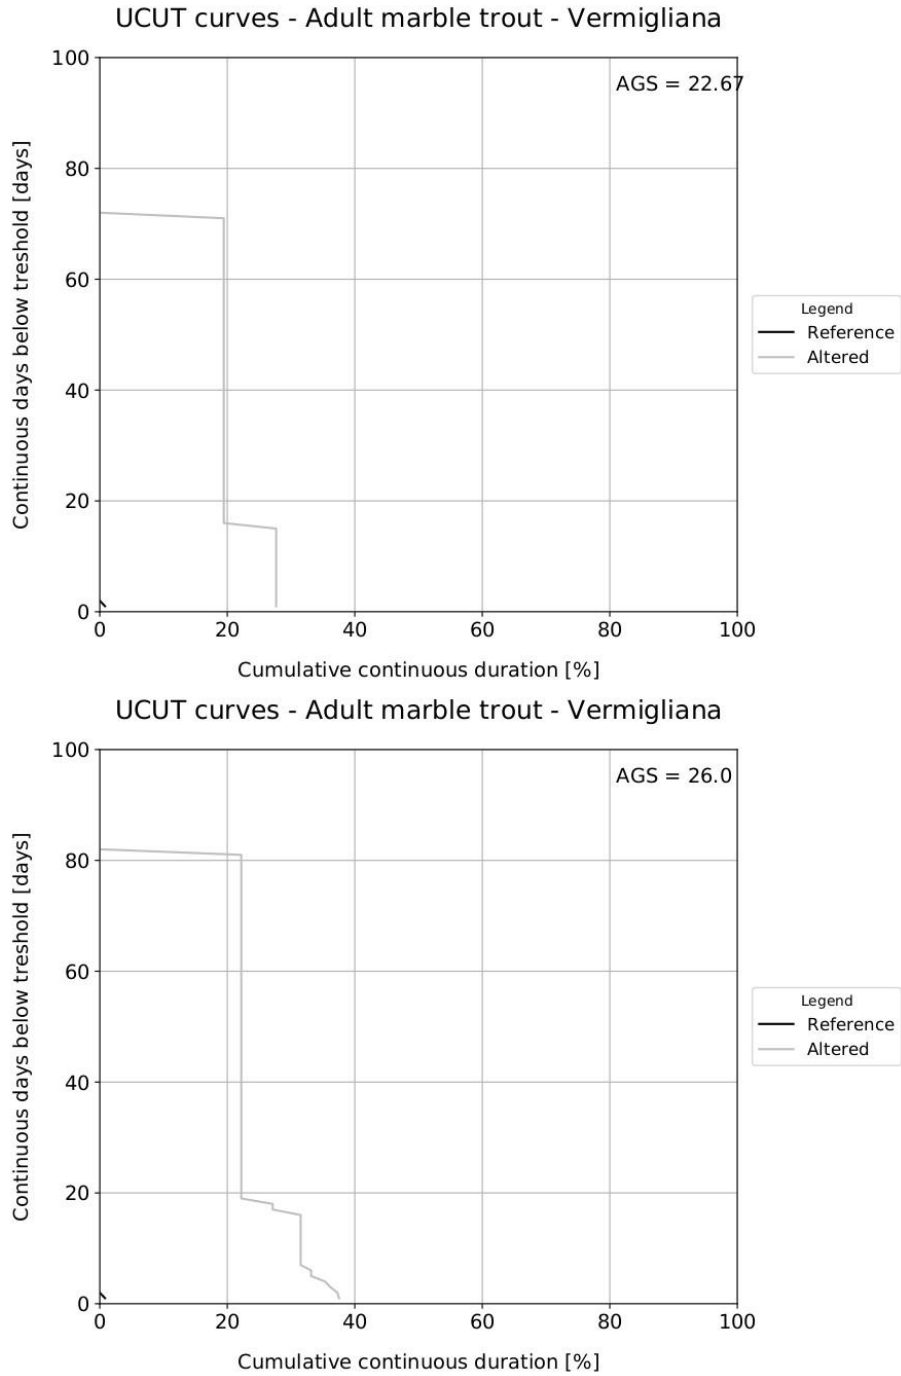 UCUT curves - Adult marble trout - Vermigliana
AGS = 22.67
Continuous days below treshold [days]
100
80
60
40
20
0
0 20 40 60 80 100
Cumulative continuous duration [%]
Legend
Reference
Altered
UCUT curves - Adult marble trout - Vermigliana
AGS = 26.0
Continuous days below treshold [days]
100
80
60
40
20
0
0 20 40 60 80 100
Cumulative continuous duration [%]
Legend
Reference
Altered